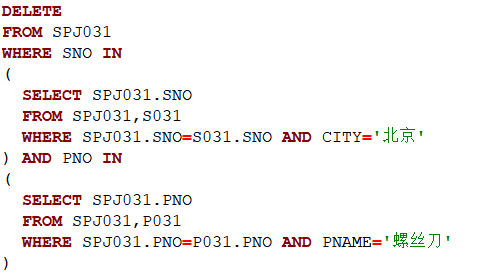 DELETE
FROM SPJ031
WHERE SNO IN
(
  SELECT SPJ031.SNO
  FROM SPJ031,S031
  WHERE SPJ031.SNO=S031.SNO AND CITY='北京'
) AND PNO IN
(
  SELECT SPJ031.PNO
  FROM SPJ031,P031
  WHERE SPJ031.PNO=P031.PNO AND PNAME='螺丝刀'
)